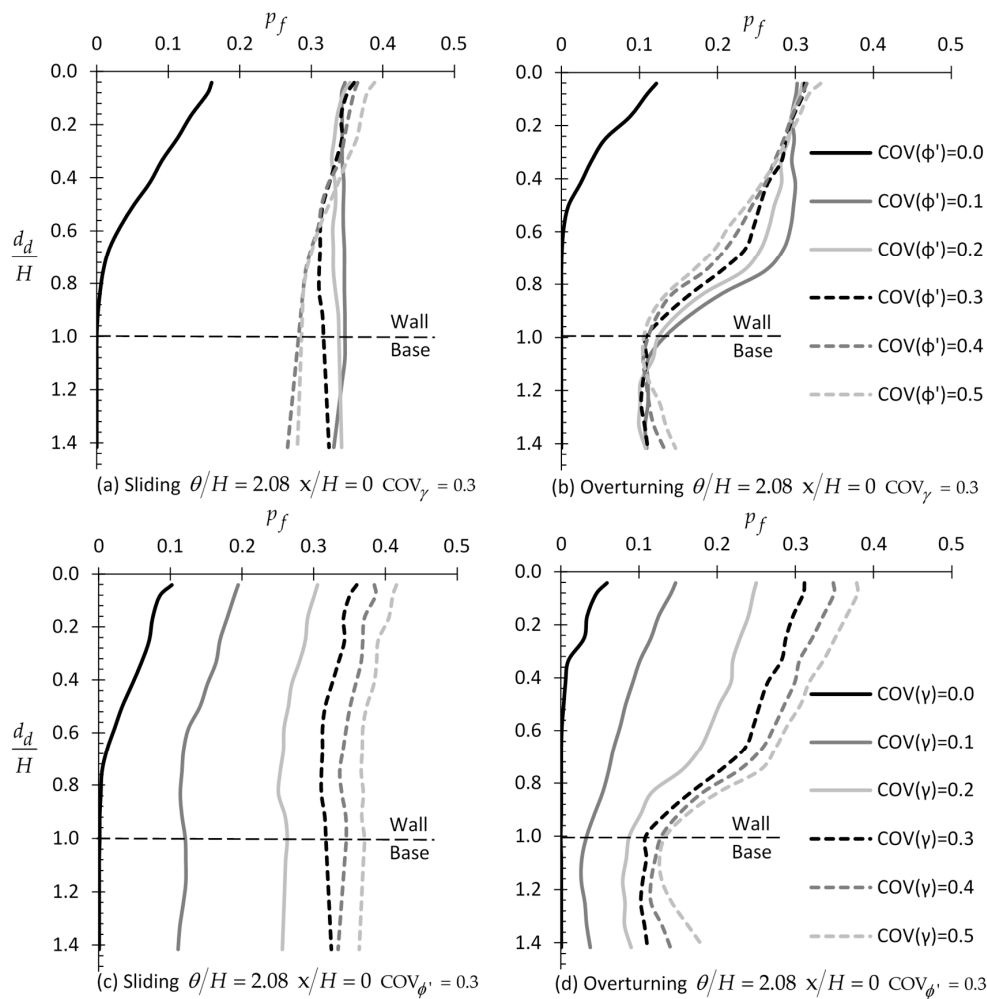 p_f
0 0.1 0.2 0.3 0.4 0.5
0.0
0.2
0.4
0.6
0.8
1.0
1.2
1.4
d_d
H
Wall
Base
(a) Sliding θ/H = 2.08 x/H = 0 COV_γ = 0.3
p_f
0 0.1 0.2 0.3 0.4 0.5
0.0
0.2
0.4
0.6
0.8
1.0
1.2
1.4
Wall
Base
COV(ϕ')=0.0
COV(ϕ')=0.1
COV(ϕ')=0.2
COV(ϕ')=0.3
COV(ϕ')=0.4
COV(ϕ')=0.5
(b) Overturning θ/H = 2.08 x/H = 0 COV_γ = 0.3
p_f
0 0.1 0.2 0.3 0.4 0.5
0.0
0.2
0.4
0.6
0.8
1.0
1.2
1.4
d_d
H
Wall
Base
(c) Sliding θ/H = 2.08 x/H = 0 COV_ϕ' = 0.3
p_f
0 0.1 0.2 0.3 0.4 0.5
0.0
0.2
0.4
0.6
0.8
1.0
1.2
1.4
Wall
Base
COV(γ)=0.0
COV(γ)=0.1
COV(γ)=0.2
COV(γ)=0.3
COV(γ)=0.4
COV(γ)=0.5
(d) Overturning θ/H = 2.08 x/H = 0 COV_ϕ' = 0.3